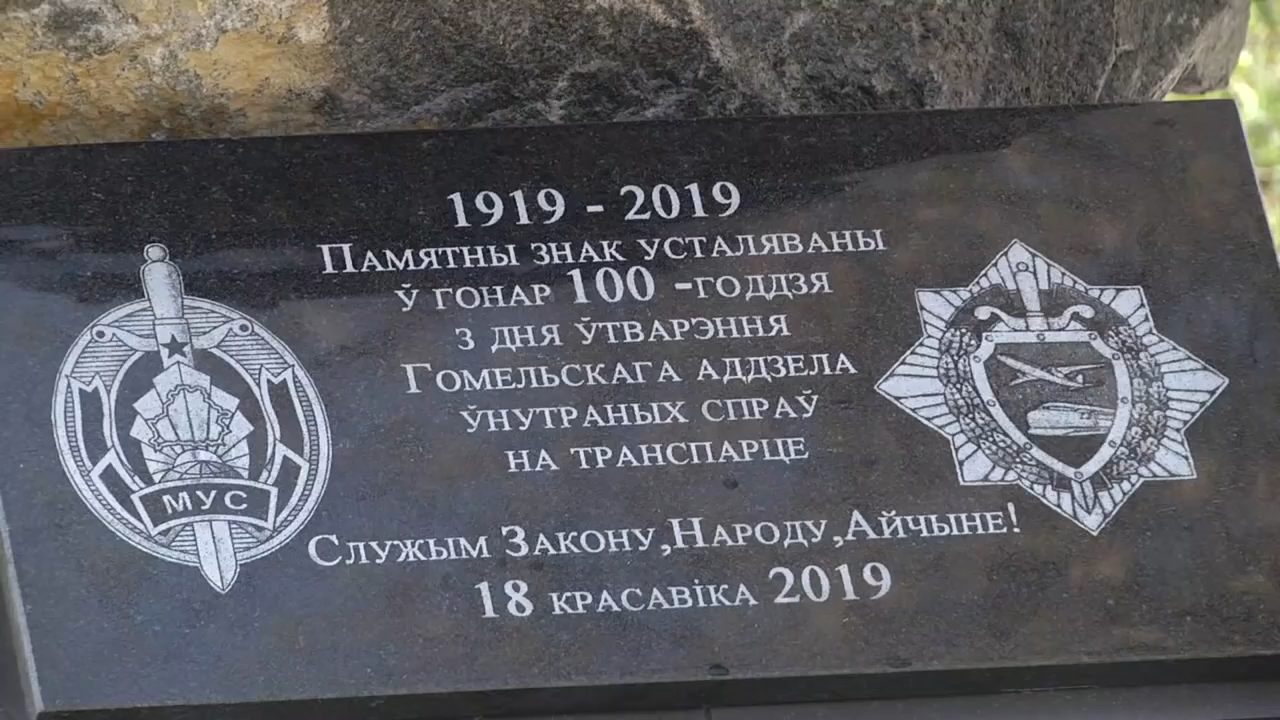 1919 - 2019
Памятны знак усталяваны
ў гонар 100 -годдзя
з дня ўтварэння
Гомельскага аддзела
ўнутраных спраў
на транспарце
МУС
Служым Закону,Народу,Айчыне!
18 красавіка 2019